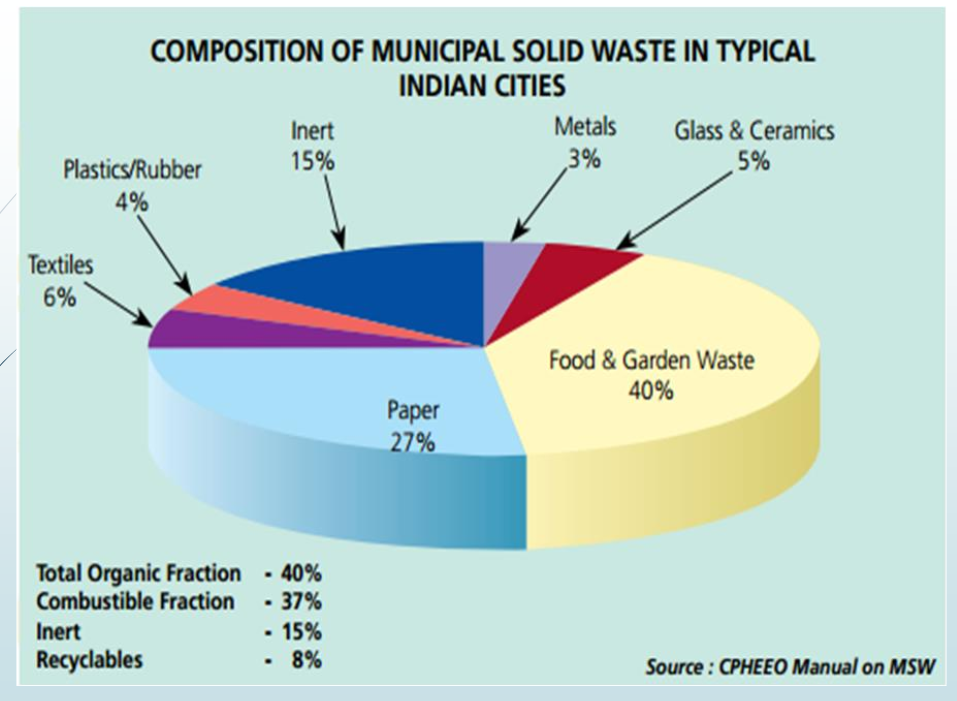 COMPOSITION OF MUNICIPAL SOLID WASTE IN TYPICAL
INDIAN CITIES
Inert
15%
Metals
3%
Glass & Ceramics
5%
Plastics/Rubber
4%
Textiles
6%
Food & Garden Waste
40%
Paper
27%
Total Organic Fraction - 40%
Combustible Fraction - 37%
Inert - 15%
Recyclables - 8%
Source : CPHEEO Manual on MSW